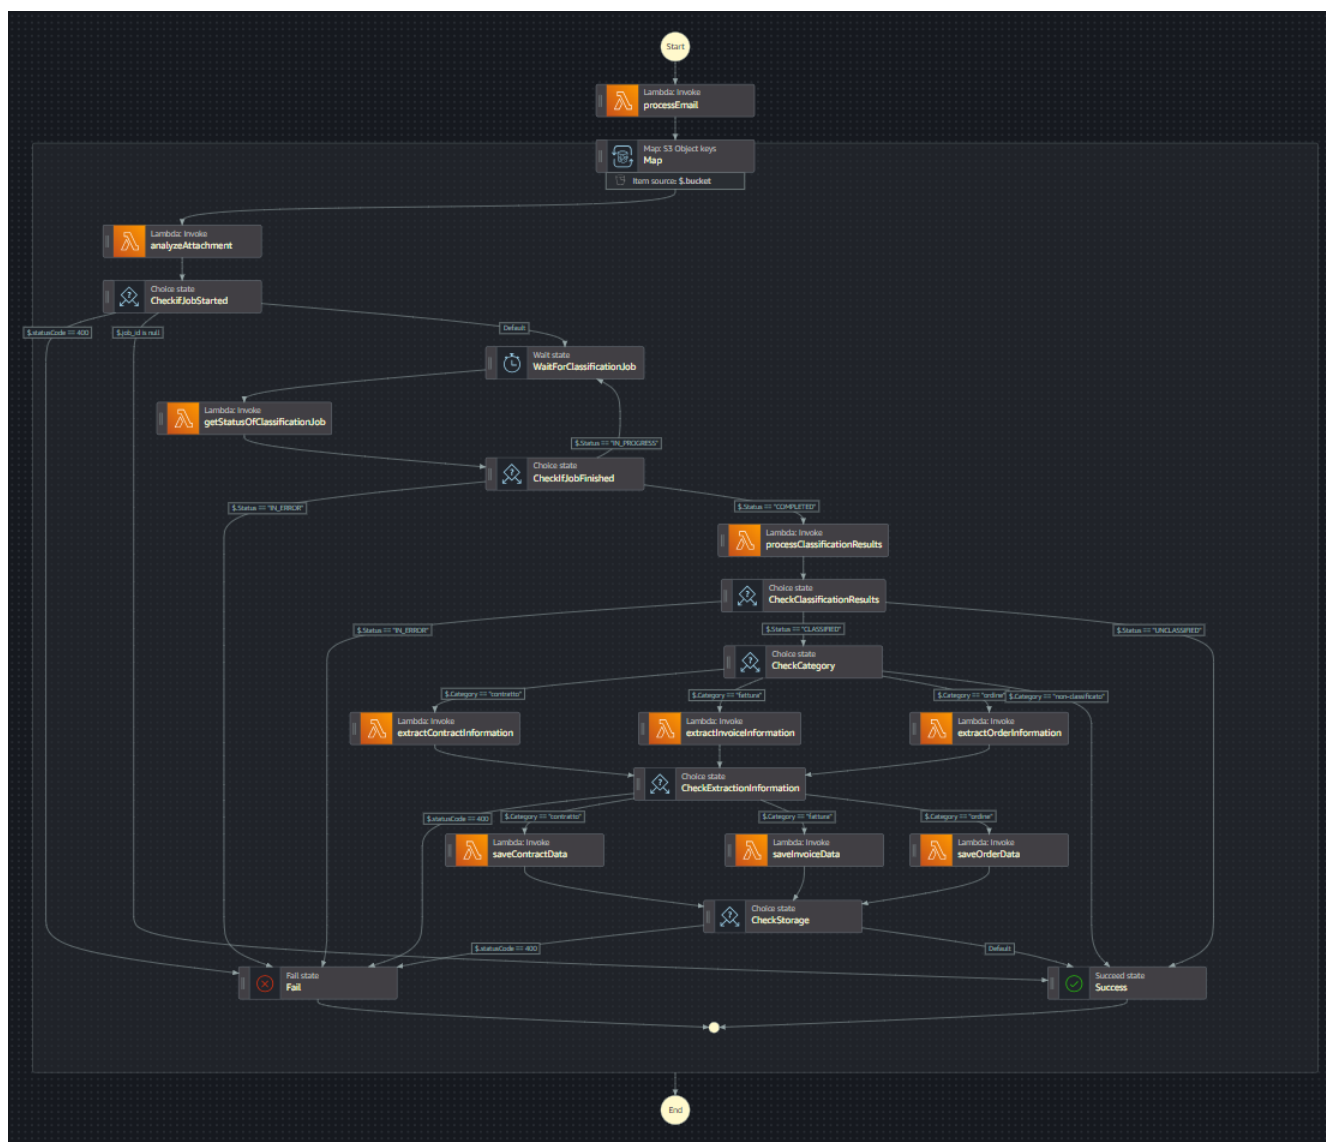 Start
Lambda: Invoke
processEmail
Map: S3 Object keys
Map
Item source: $.bucket
Lambda: Invoke
analyzeAttachment
Choice state
CheckifJobStarted
$.statusCode == 400
$.job_id is null
Default
Wait state
WaitForClassificationJob
Lambda: Invoke
getStatusOfClassificationJob
$.Status == "IN_PROGRESS"
Choice state
CheckIfJobFinished
$.Status == "IN_ERROR"
$.Status == "COMPLETED"
Lambda: Invoke
processClassificationResults
Choice state
CheckClassificationResults
$.Status == "IN_ERROR"
$.Status == "CLASSIFIED"
$.Status == "UNCLASSIFIED"
Choice state
CheckCategory
$.Category == "contratto"
$.Category == "fattura"
$.Category == "ordine"
$.Category == "non-classificato"
Lambda: Invoke
extractContractInformation
Lambda: Invoke
extractInvoiceInformation
Lambda: Invoke
extractOrderInformation
Choice state
CheckExtractionInformation
$.statusCode == 400
$.Category == "contratto"
$.Category == "fattura"
$.Category == "ordine"
Lambda: Invoke
saveContractData
Lambda: Invoke
saveInvoiceData
Lambda: Invoke
saveOrderData
Choice state
CheckStorage
$.statusCode == 400
Default
Fail state
Fail
Succeed state
Success
End